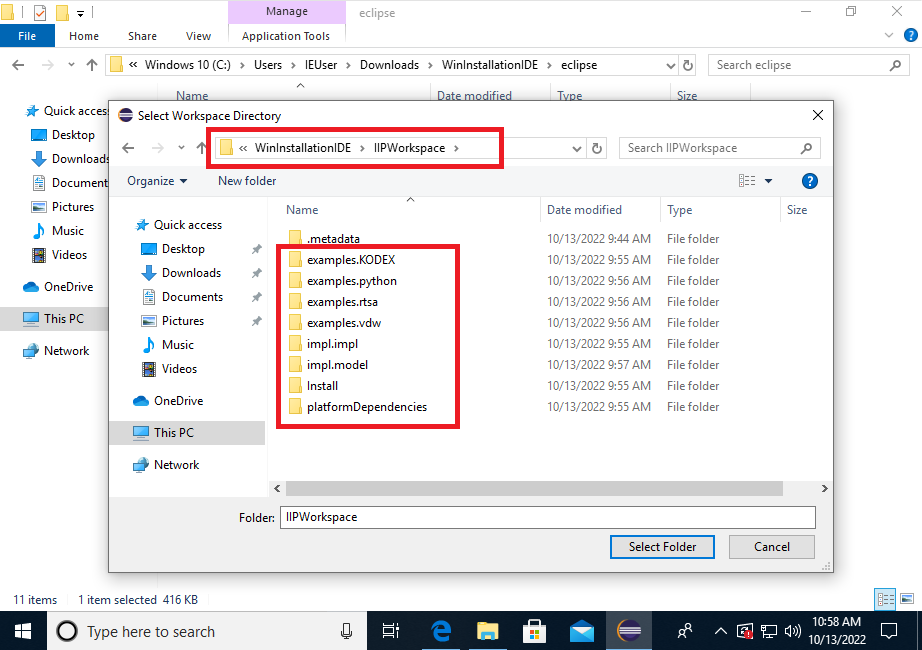 Manage
eclipse
File
Home
Share
View
Application Tools
« Windows 10 (C:) > Users > IEUser > Downloads > WinInstallationIDE > eclipse
Search eclipse
Name
Date modified
Type
Size
Quick access
Desktop
Downloads
Document
Pictures
Music
Videos
OneDrive
This PC
Network
Select Workspace Directory
« WinInstallationIDE > IIPWorkspace >
Search IIPWorkspace
Organize
New folder
Name
Date modified
Type
Size
Quick access
Desktop
Downloads
Documents
Pictures
Music
Videos
OneDrive
This PC
Network
.metadata 10/13/2022 9:44 AM File folder
examples.KODEX 10/13/2022 9:55 AM File folder
examples.python 10/13/2022 9:56 AM File folder
examples.rtsa 10/13/2022 9:56 AM File folder
examples.vdw 10/13/2022 9:56 AM File folder
impl.impl 10/13/2022 9:55 AM File folder
impl.model 10/13/2022 9:57 AM File folder
Install 10/13/2022 9:55 AM File folder
platformDependencies 10/13/2022 9:55 AM File folder
Folder: IIPWorkspace
Select Folder
Cancel
11 items
1 item selected 416 KB
Type here to search
10:58 AM
10/13/2022